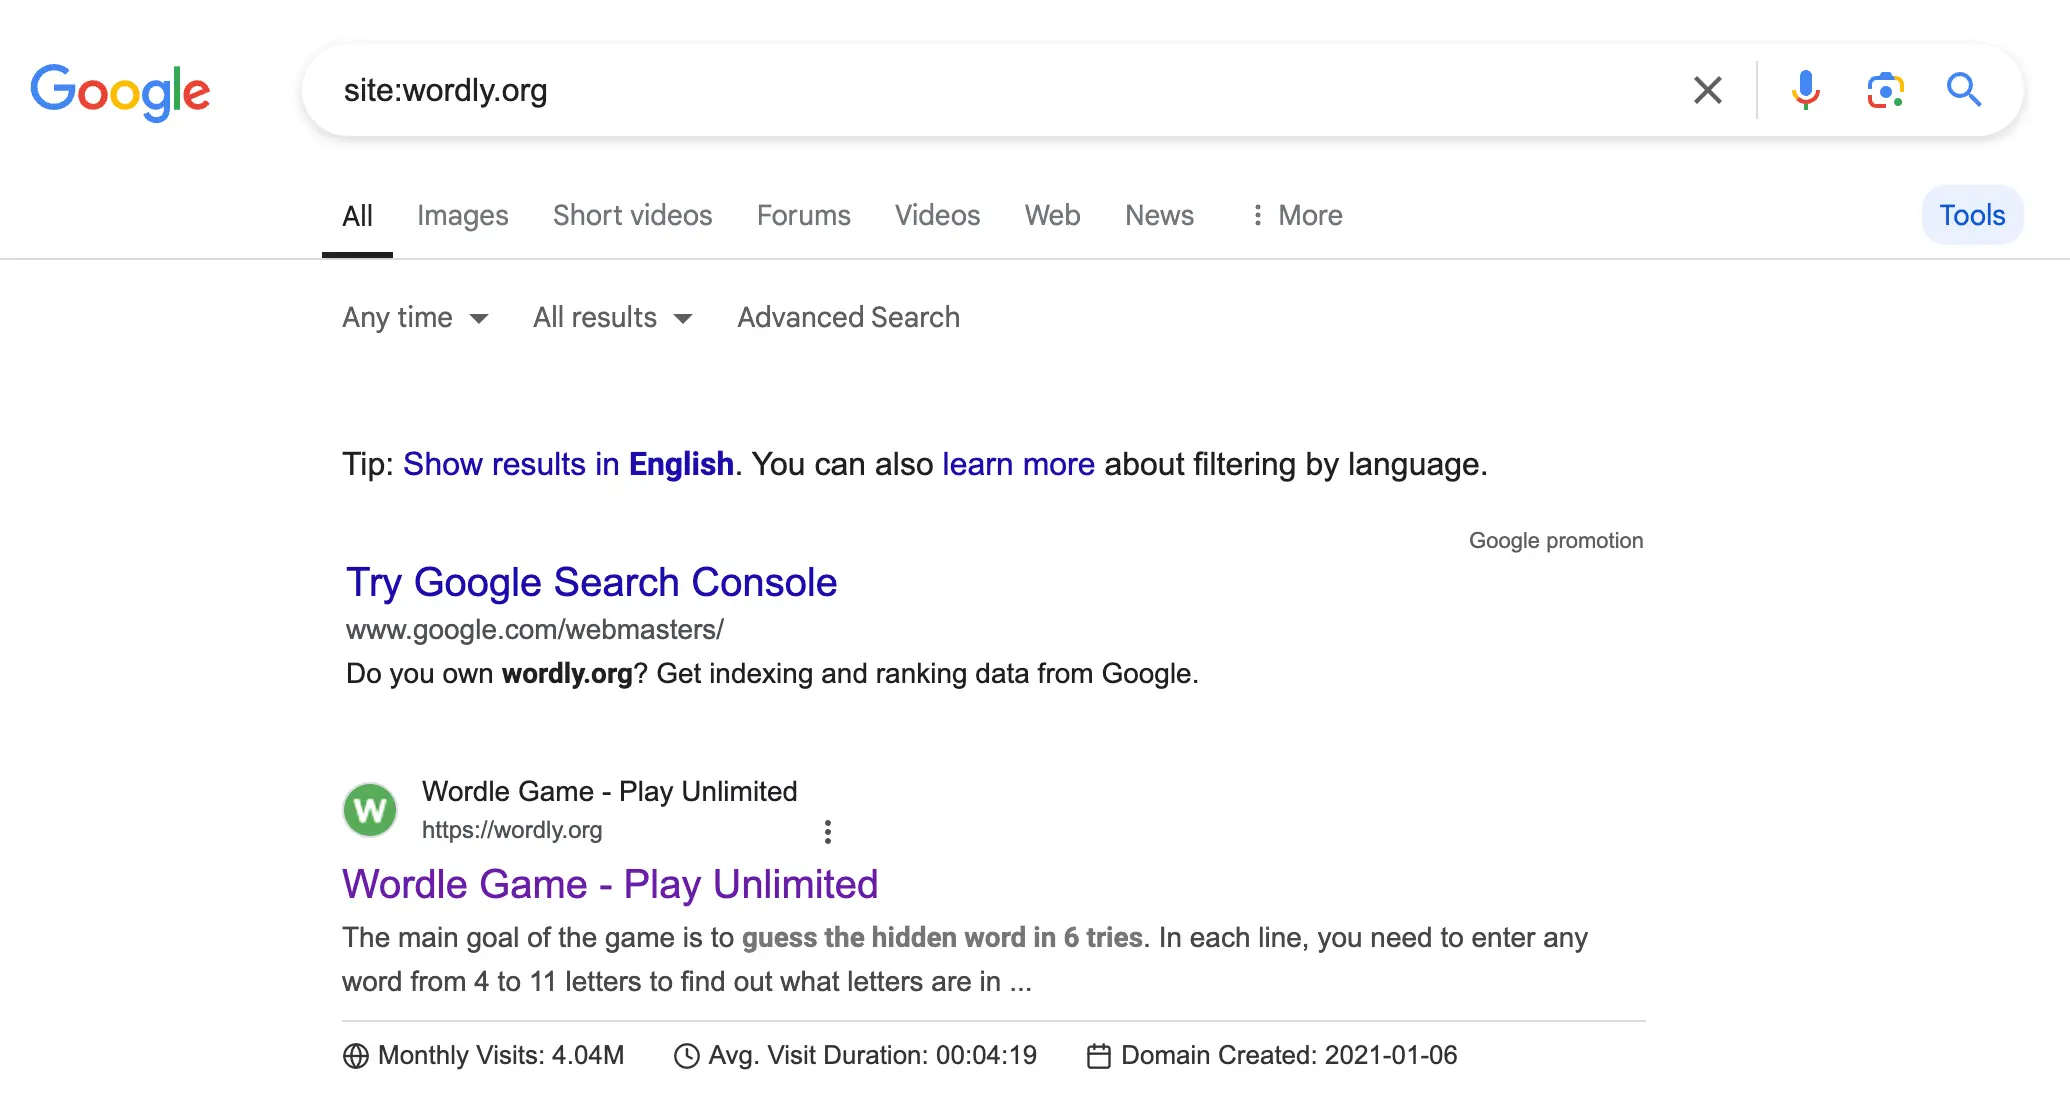 Google
site:wordly.org
All Images Short videos Forums Videos Web News More Tools
Any time All results Advanced Search
Tip: Show results in English. You can also learn more about filtering by language.
Google promotion
Try Google Search Console
www.google.com/webmasters/
Do you own wordly.org? Get indexing and ranking data from Google.
W
Wordle Game - Play Unlimited
https://wordly.org
Wordle Game - Play Unlimited
The main goal of the game is to guess the hidden word in 6 tries. In each line, you need to enter any
word from 4 to 11 letters to find out what letters are in ...
Monthly Visits: 4.04M Avg. Visit Duration: 00:04:19 Domain Created: 2021-01-06